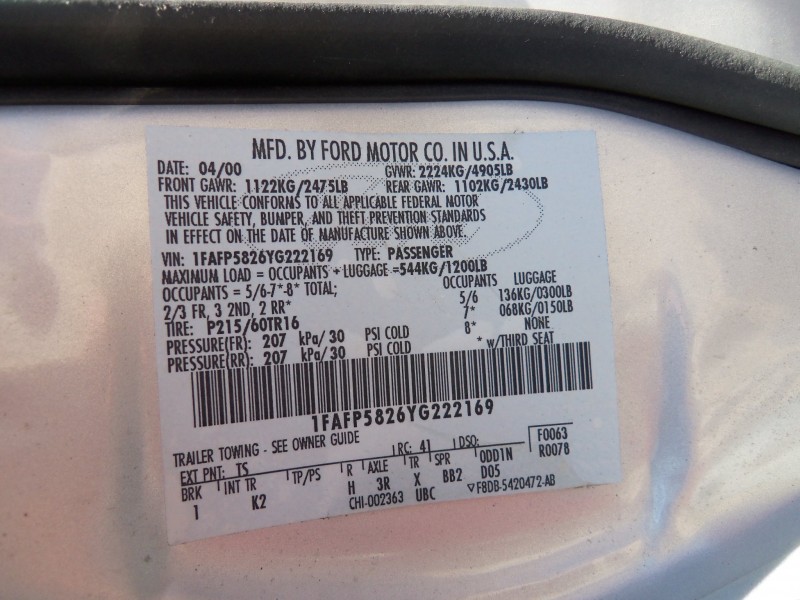 MFD. BY FORD MOTOR CO. IN U.S.A.
DATE: 04/00 GVWR: 2224KG/4905LB
FRONT GAWR: 1122KG/2475LB REAR GAWR: 1102KG/2430LB
THIS VEHICLE CONFORMS TO ALL APPLICABLE FEDERAL MOTOR
VEHICLE SAFETY, BUMPER, AND THEFT PREVENTION STANDARDS
IN EFFECT ON THE DATE OF MANUFACTURE SHOWN ABOVE.
VIN: 1FAFP5826YG222169 TYPE: PASSENGER
MAXIMUM LOAD = OCCUPANTS + LUGGAGE = 544KG/1200LB
OCCUPANTS = 5/6-7*-8* TOTAL; OCCUPANTS LUGGAGE
2/3 FR, 3 2ND, 2 RR* 5/6 136KG/0300LB
TIRE: P215/60TR16 7* 068KG/0150LB
PRESSURE(FR): 207 kPa/30 PSI COLD 8* NONE
PRESSURE(RR): 207 kPa/30 PSI COLD * w/THIRD SEAT
1FAFP5826YG222169
TRAILER TOWING - SEE OWNER GUIDE F0063
EXT PNT: TS RC: 41 DSO: R0078
BRK INT TR TP/PS R AXLE TR SPR ODD1N
1 K2 H 3R X BB2 DO5
CHI-002363 UBC ▽F8DB-5420472-AB